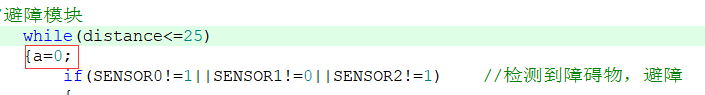 避障模块
while(distance<=25)
{a=0;
if(SENSOR0!=1||SENSOR1!=0||SENSOR2!=1) //检测到障碍物，避障
{